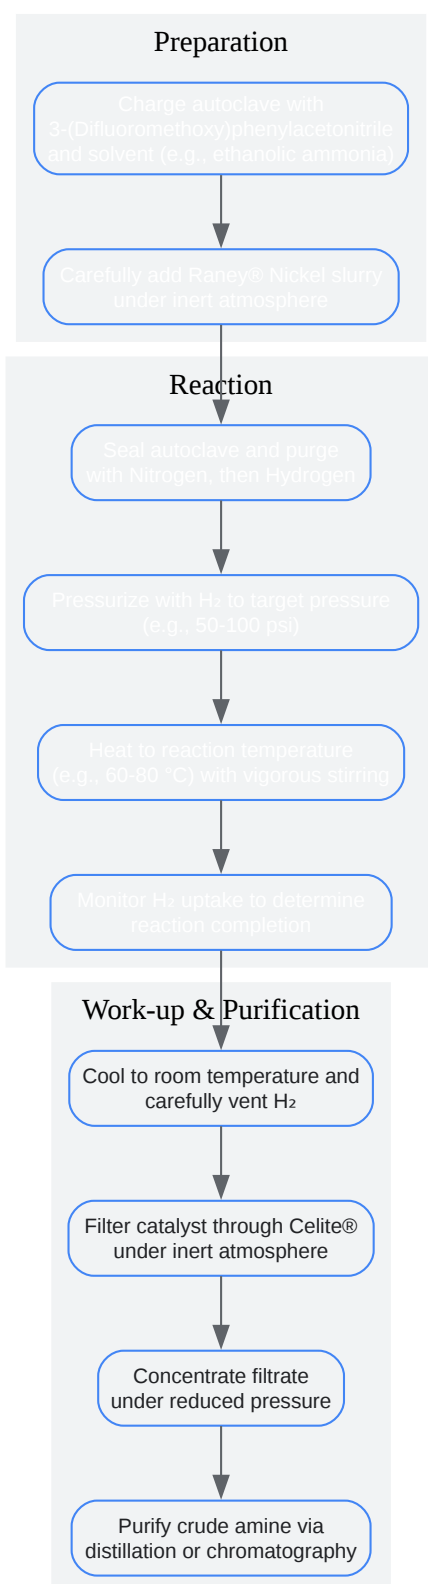 Preparation
Charge autoclave with
3-(Difluoromethoxy)phenylacetonitrile
and solvent (e.g., ethanolic ammonia)
Carefully add Raney® Nickel slurry
under inert atmosphere
Reaction
Seal autoclave and purge
with Nitrogen, then Hydrogen
Pressurize with H₂ to target pressure
(e.g., 50-100 psi)
Heat to reaction temperature
(e.g., 60-80 °C) with vigorous stirring
Monitor H₂ uptake to determine
reaction completion
Work-up & Purification
Cool to room temperature and
carefully vent H₂
Filter catalyst through Celite®
under inert atmosphere
Concentrate filtrate
under reduced pressure
Purify crude amine via
distillation or chromatography